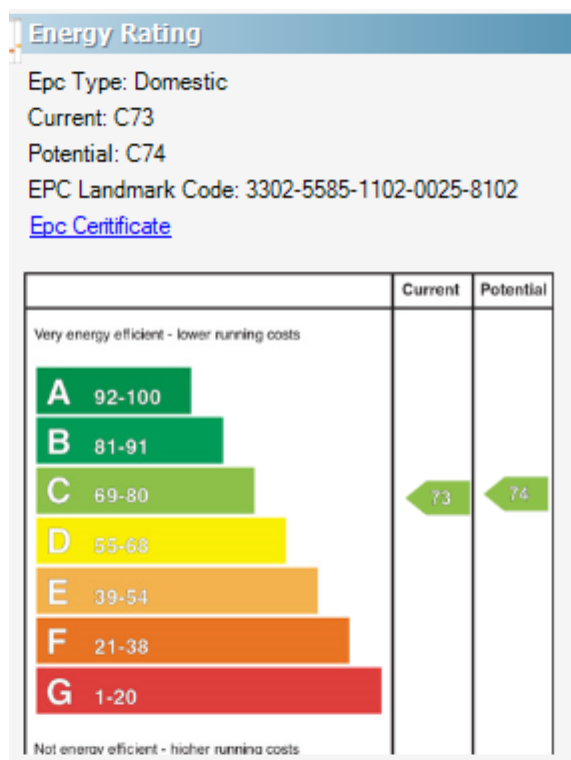 Energy Rating
Epc Type: Domestic
Current: C73
Potential: C74
EPC Landmark Code: 3302-5585-1102-0025-8102
Epc Ceritificate
Current Potential
Very energy efficient - lower running costs
A 92-100
B 81-91
C 69-80 73 74
D 55-68
E 39-54
F 21-38
G 1-20
Not energy efficient - higher running costs